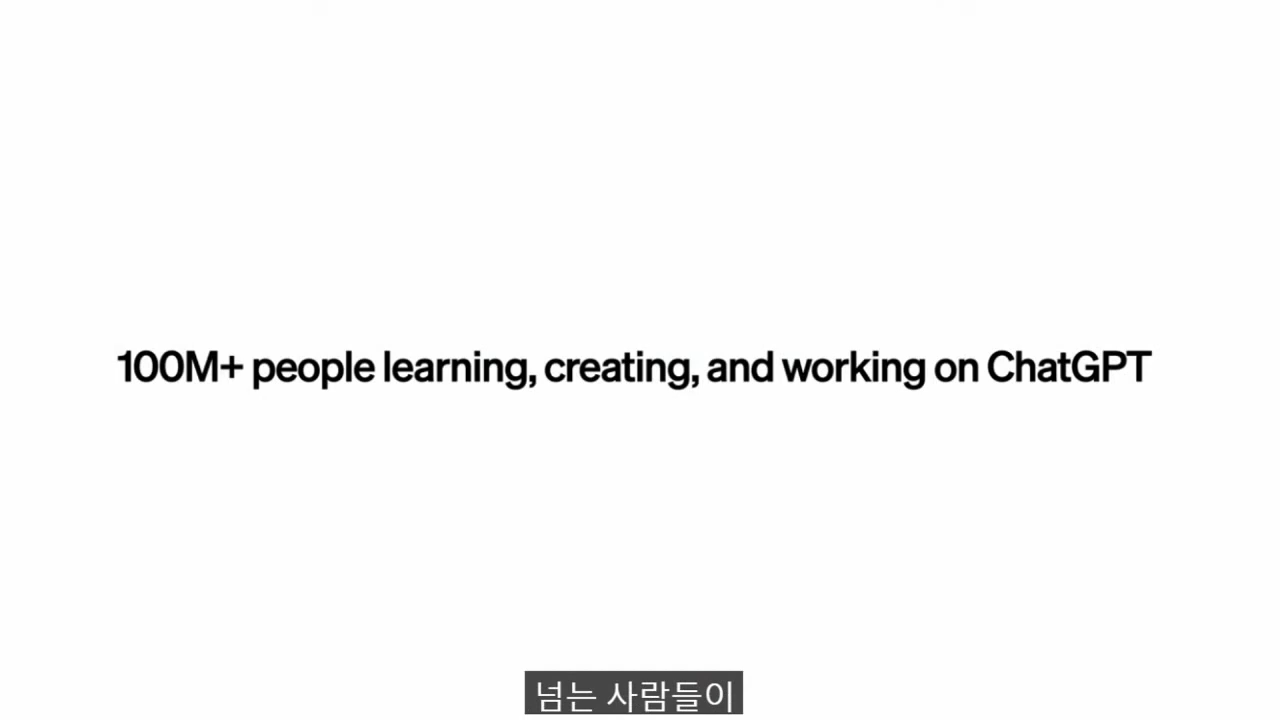 100M+ people learning, creating, and working on ChatGPT
넘는 사람들이